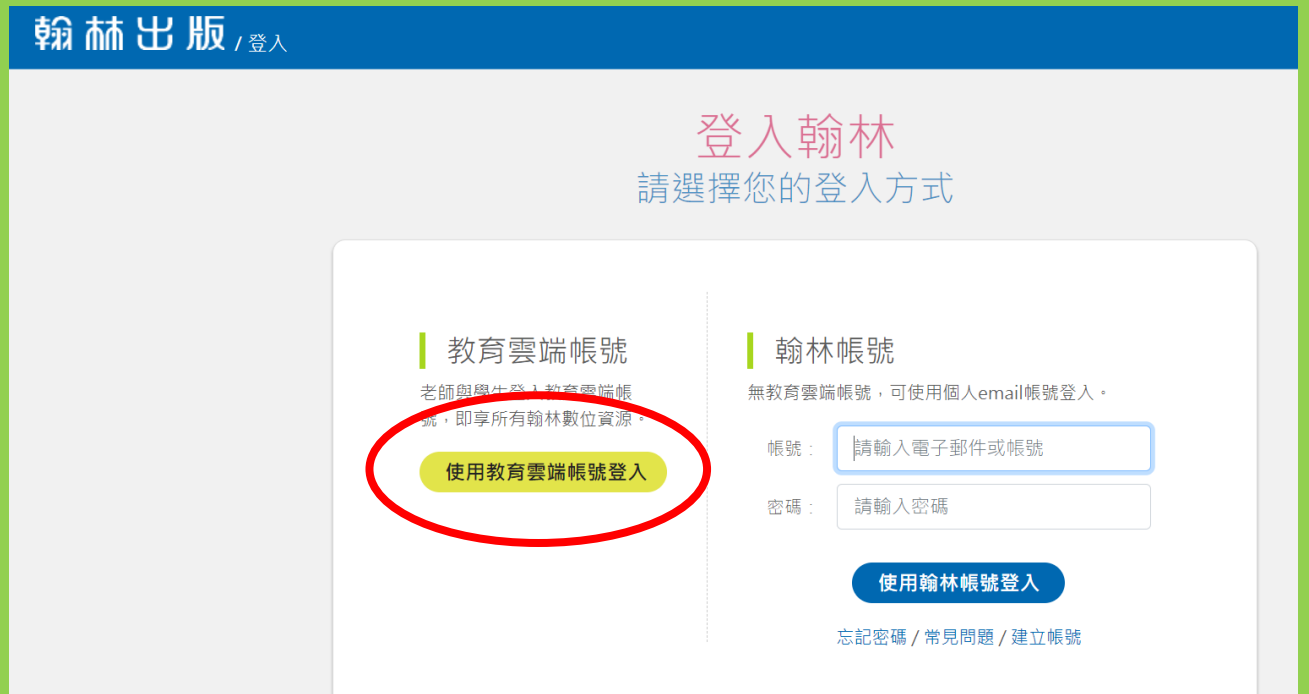 翰林出版 / 登入
登入翰林
請選擇您的登入方式
教育雲端帳號
老師與學生登入教育雲端帳
號，即享所有翰林數位資源。
使用教育雲端帳號登入
翰林帳號
無教育雲端帳號，可使用個人email帳號登入。
帳號：
請輸入電子郵件或帳號
密碼：
請輸入密碼
使用翰林帳號登入
忘記密碼 / 常見問題 / 建立帳號